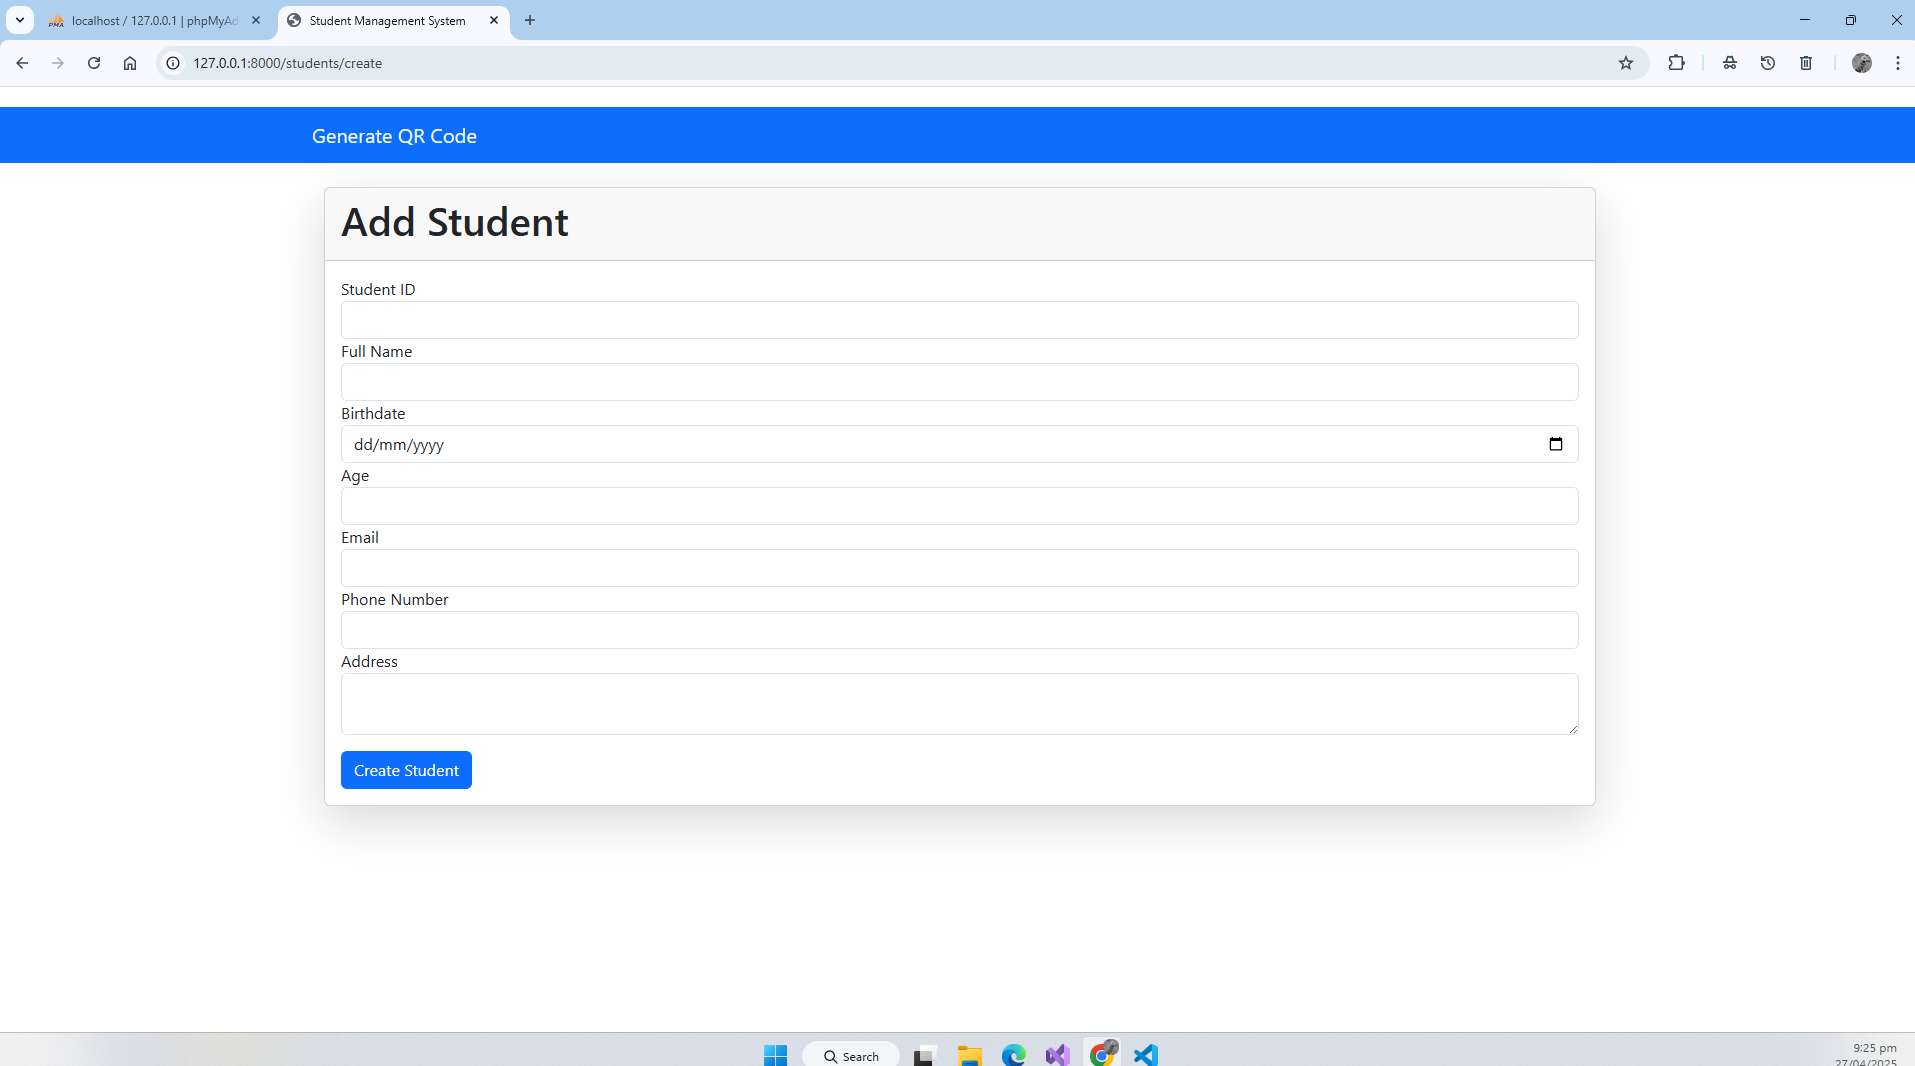 localhost / 127.0.0.1 | phpMyAd
Student Management System
127.0.0.1:8000/students/create
Generate QR Code
Add Student
Student ID
Full Name
Birthdate
dd/mm/yyyy
Age
Email
Phone Number
Address
Create Student
Search
9:25 pm
27/04/2025